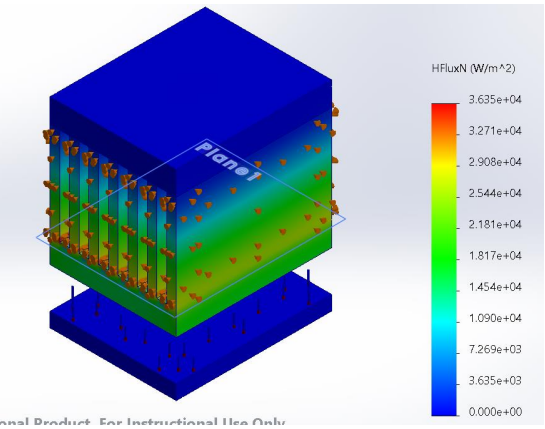 HFluxN (W/m^2)
3.635e+04
3.271e+04
2.908e+04
2.544e+04
2.181e+04
1.817e+04
1.454e+04
1.090e+04
7.269e+03
3.635e+03
0.000e+00
Plane1
onal Product. For Instructional Use Only